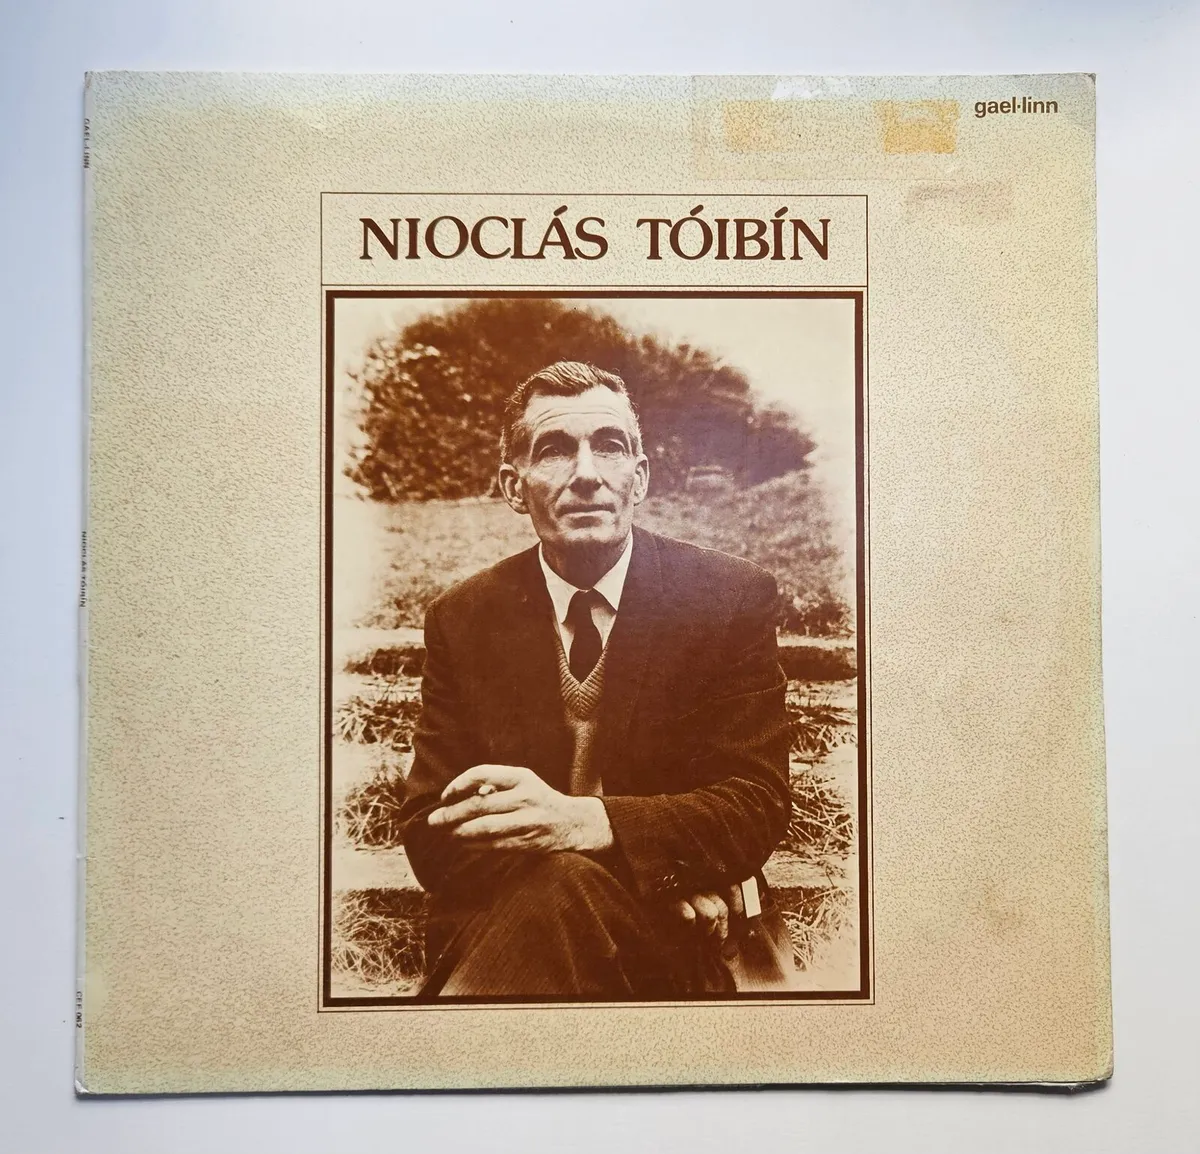 gael·linn
NIOCLÁS TÓIBÍN
GAEL-LINN
NIOCLÁS TÓIBÍN
CEF 062